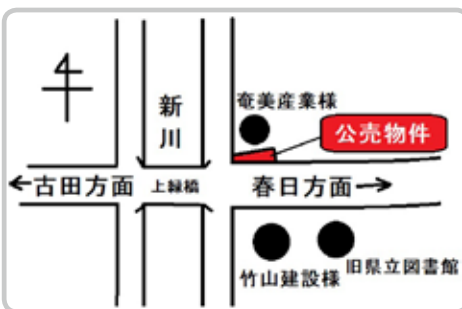 新川
奄美産業様
公売物件
←古田方面
上緑橋
春日方面→
竹山建設様
旧県立図書館